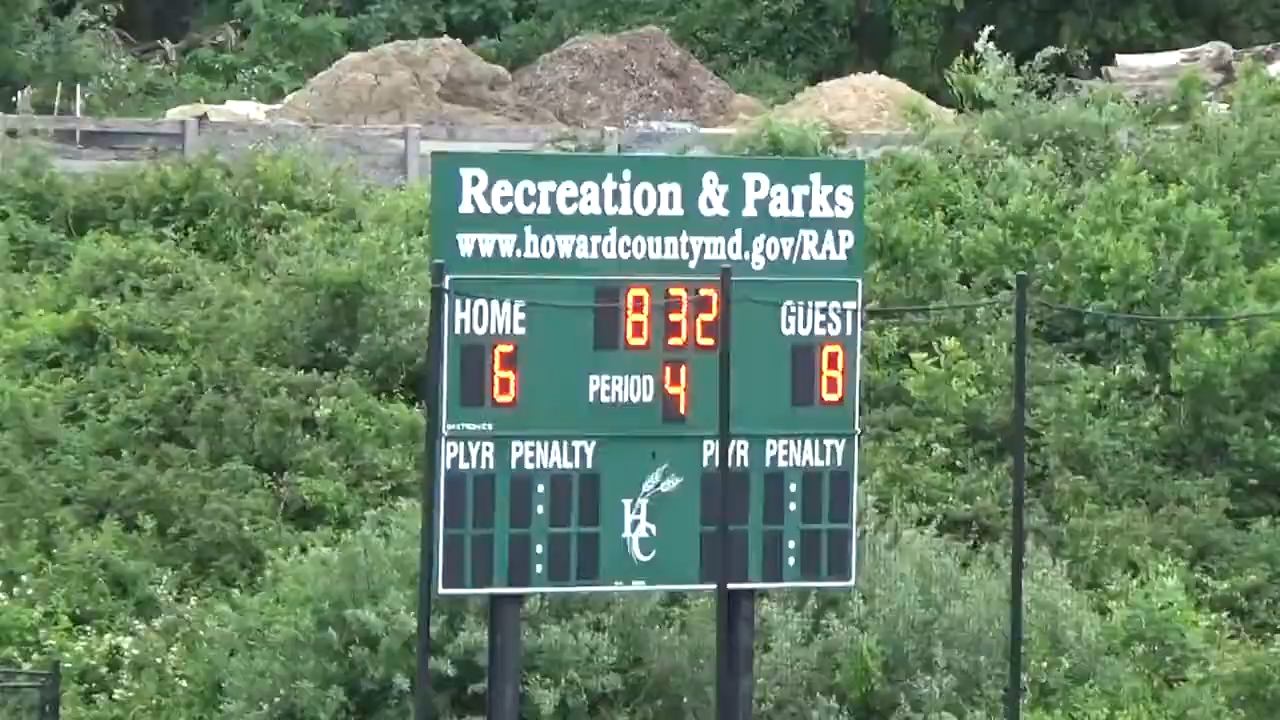 Recreation & Parks
www.howardcountymd.gov/RAP
HOME 8 32 GUEST
6 PERIOD 4 8
DAKTRONICS
PLYR PENALTY PLYR PENALTY
HC